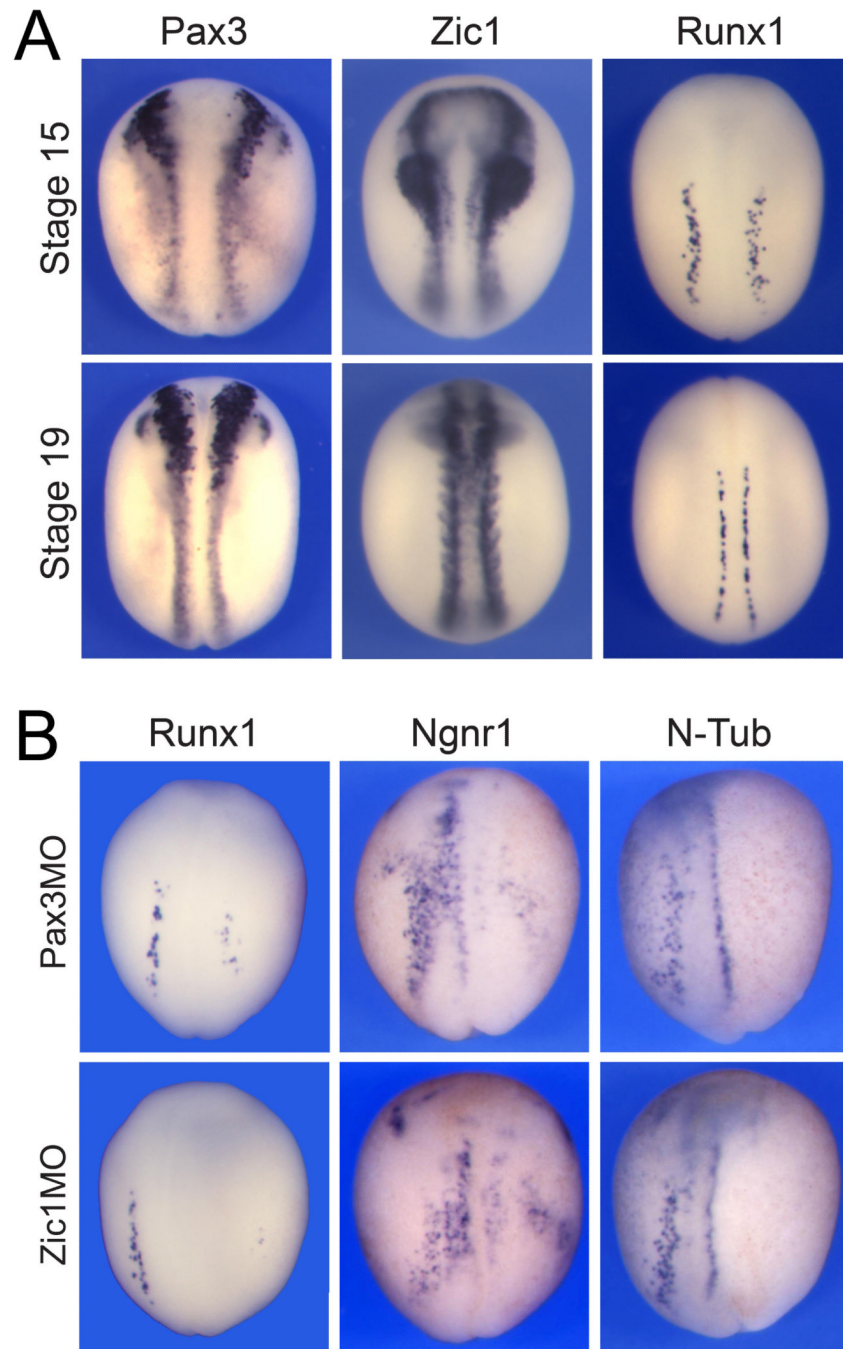 A
Pax3 Zic1 Runx1
Stage 15
Stage 19
B
Runx1 Ngnr1 N-Tub
Pax3MO
Zic1MO